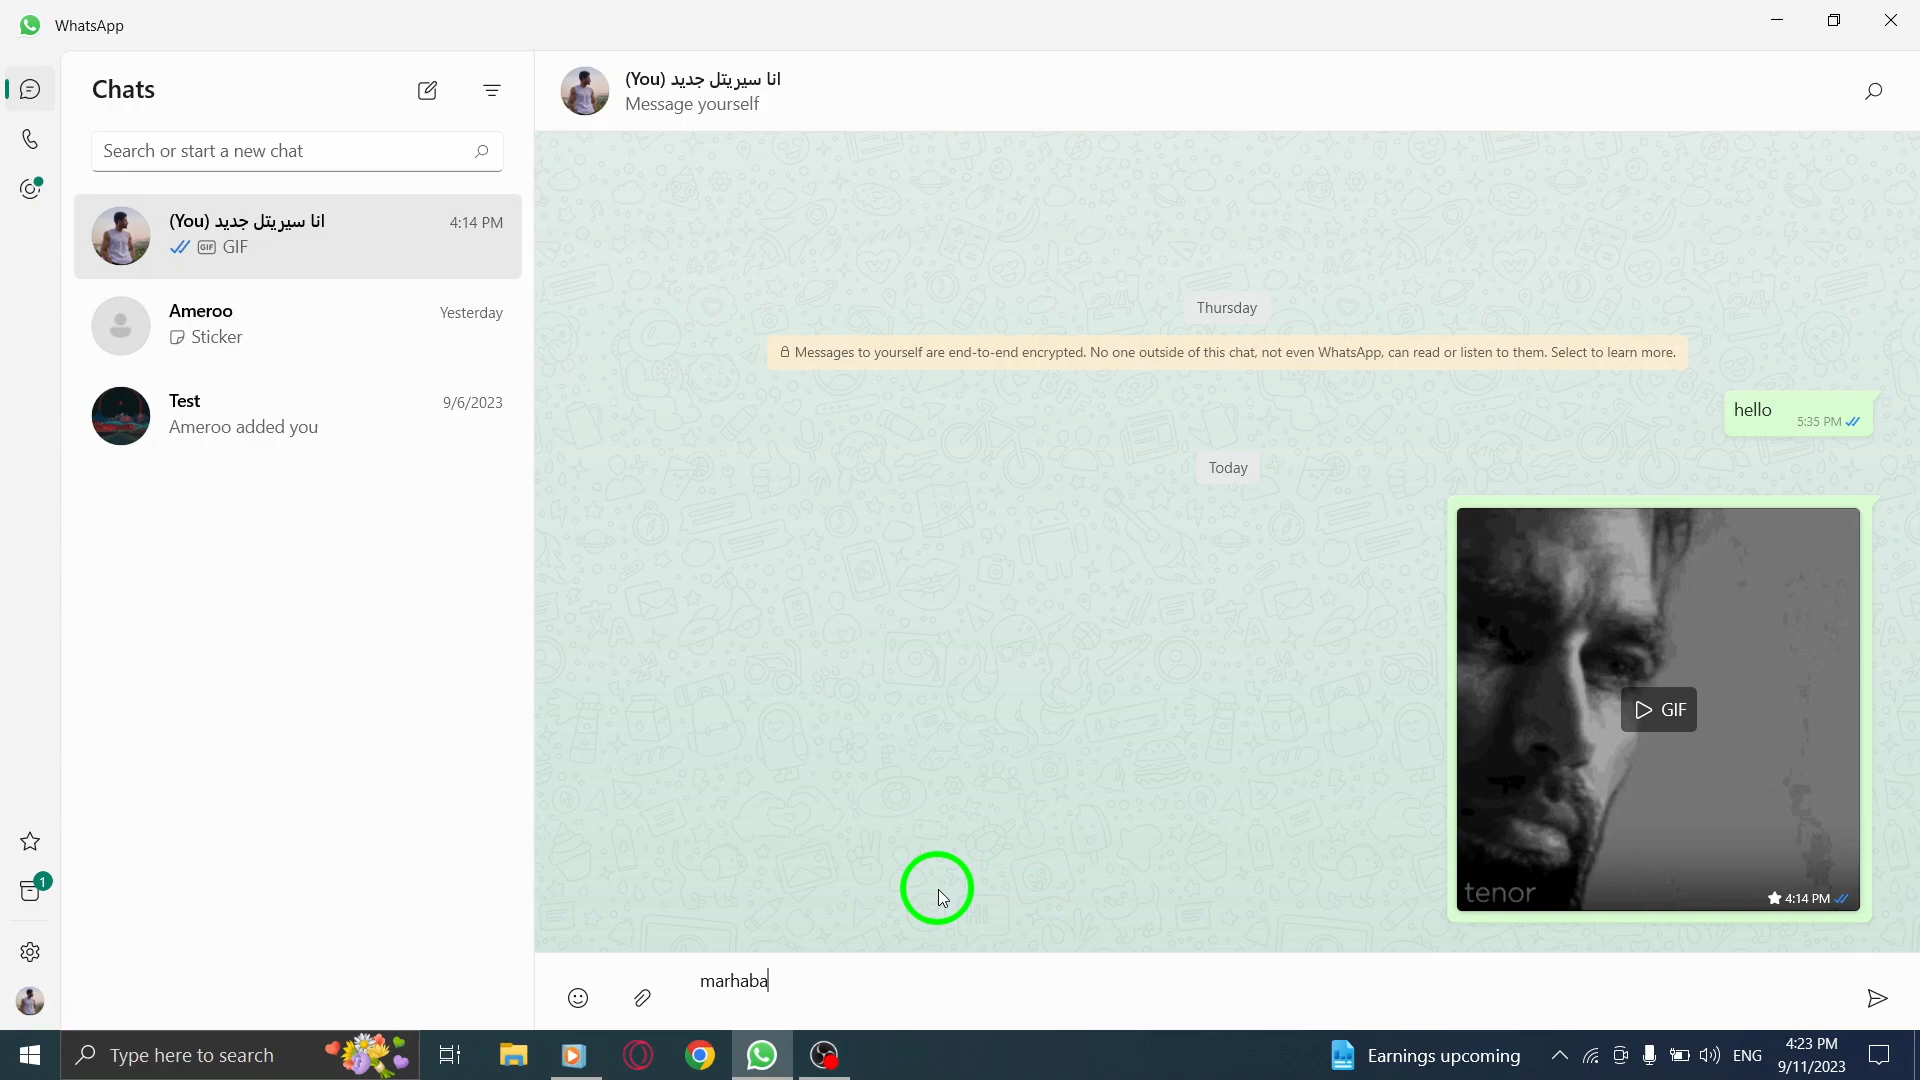 WhatsApp
Chats
Search or start a new chat
انا سيريتل جديد (You)
4:14 PM
GIF GIF
Ameroo
Yesterday
Sticker
Test
9/6/2023
Ameroo added you
1
انا سيريتل جديد (You)
Message yourself
Thursday
Messages to yourself are end-to-end encrypted. No one outside of this chat, not even WhatsApp, can read or listen to them. Select to learn more.
hello
5:35 PM
Today
GIF
tenor
4:14 PM
marhaba
Type here to search
Earnings upcoming
ENG
4:23 PM
9/11/2023